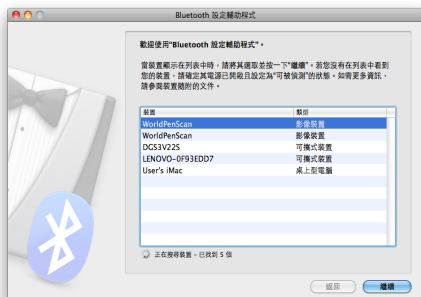 Bluetooth 設定輔助程式
歡迎使用"Bluetooth 設定輔助程式"。
當裝置顯示在列表中時，請將其選取並按一下"繼續"。若您沒有在列表中看到
您的裝置，請確定其電源已開啟且設定為"可被偵測"的狀態。如需更多資訊，
請參閱裝置隨附的文件。
裝置 類型
WorldPenScan 影像裝置
WorldPenScan 影像裝置
DGS3V22S 可攜式裝置
LENOVO-0F93EDD7 可攜式裝置
User's iMac 桌上型電腦
正在搜尋裝置 - 已找到 5 個
返回 繼續